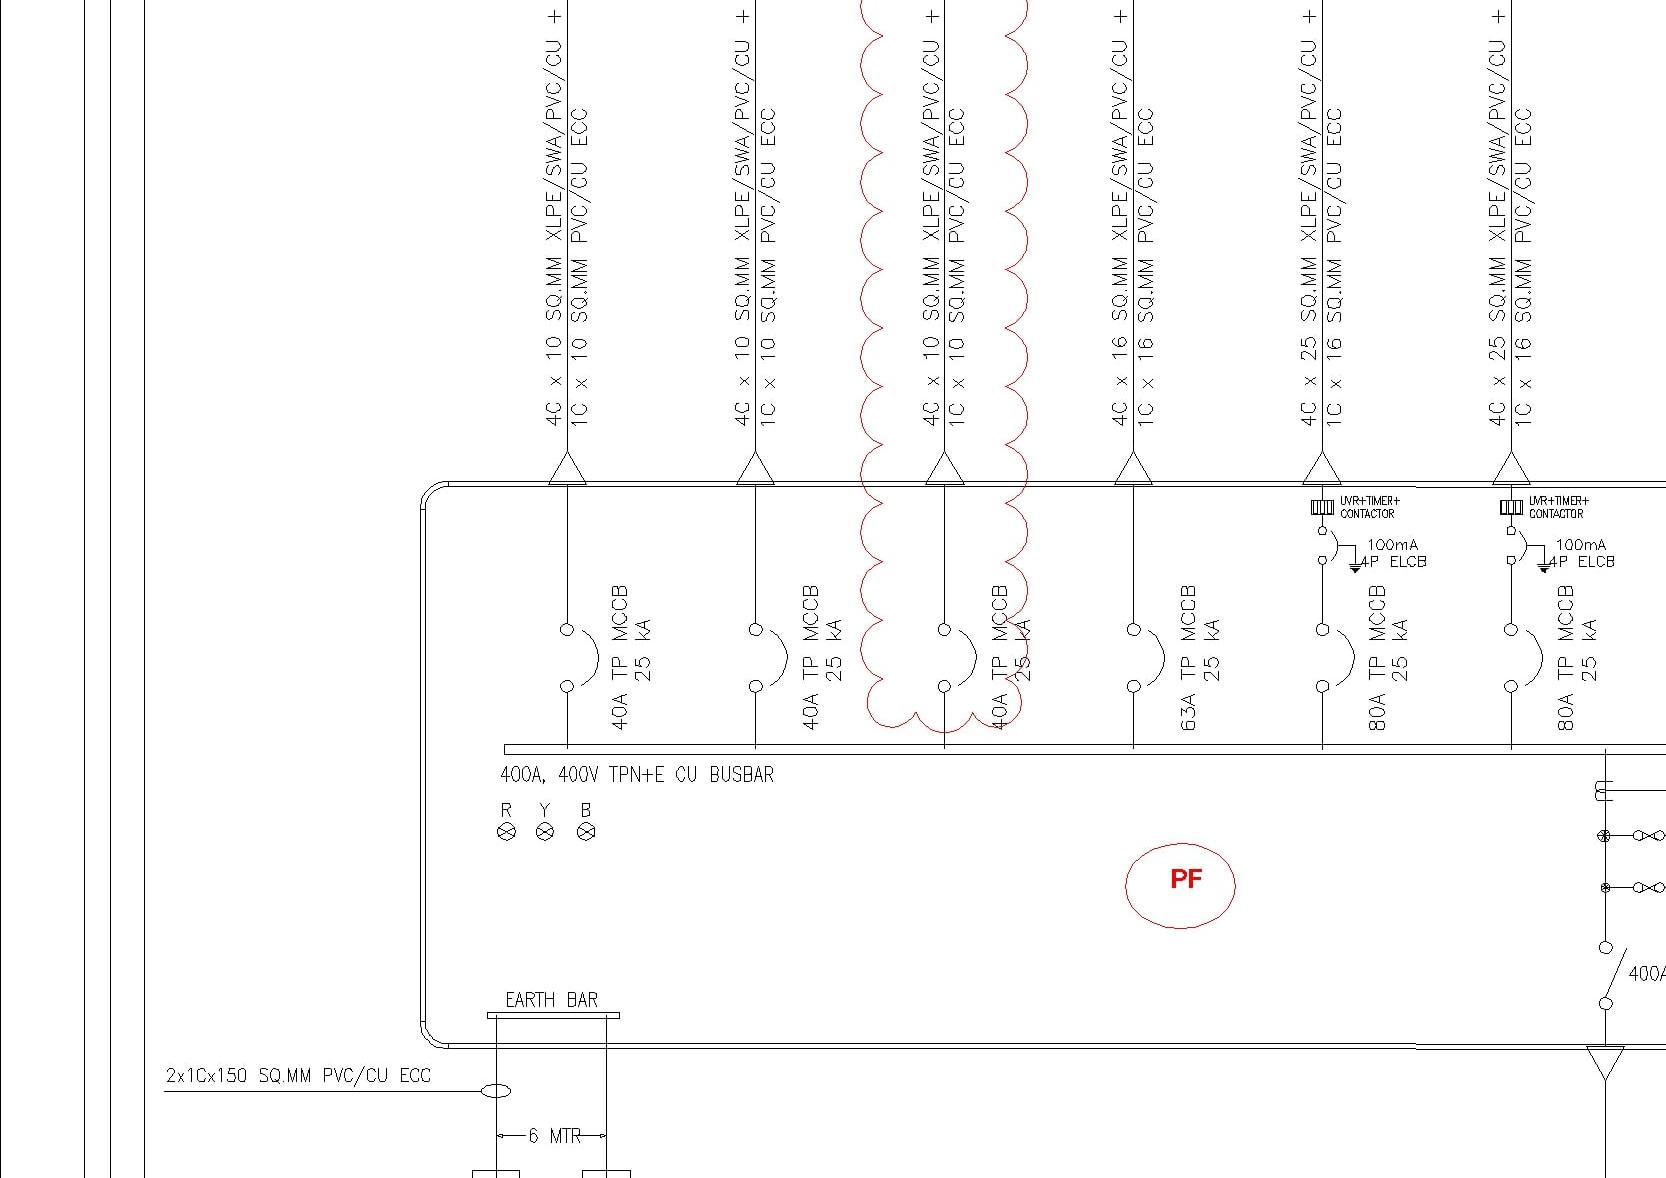 4C x 10 SQ.MM XLPE/SWA/PVC/CU +
1C x 10 SQ.MM PVC/CU ECC
4C x 10 SQ.MM XLPE/SWA/PVC/CU +
1C x 10 SQ.MM PVC/CU ECC
4C x 10 SQ.MM XLPE/SWA/PVC/CU +
1C x 10 SQ.MM PVC/CU ECC
4C x 16 SQ.MM XLPE/SWA/PVC/CU +
1C x 16 SQ.MM PVC/CU ECC
4C x 25 SQ.MM XLPE/SWA/PVC/CU +
1C x 16 SQ.MM PVC/CU ECC
4C x 25 SQ.MM XLPE/SWA/PVC/CU +
1C x 16 SQ.MM PVC/CU ECC
UVR+TIMER+
CONTACTOR
UVR+TIMER+
CONTACTOR
100mA
4P ELCB
100mA
4P ELCB
40A TP MCCB
25 kA
40A TP MCCB
25 kA
40A TP MCCB
25 kA
63A TP MCCB
25 kA
80A TP MCCB
25 kA
80A TP MCCB
25 kA
400A, 400V TPN+E CU BUSBAR
R Y B
PF
400A
EARTH BAR
2x1Cx150 SQ.MM PVC/CU ECC
6 MTR